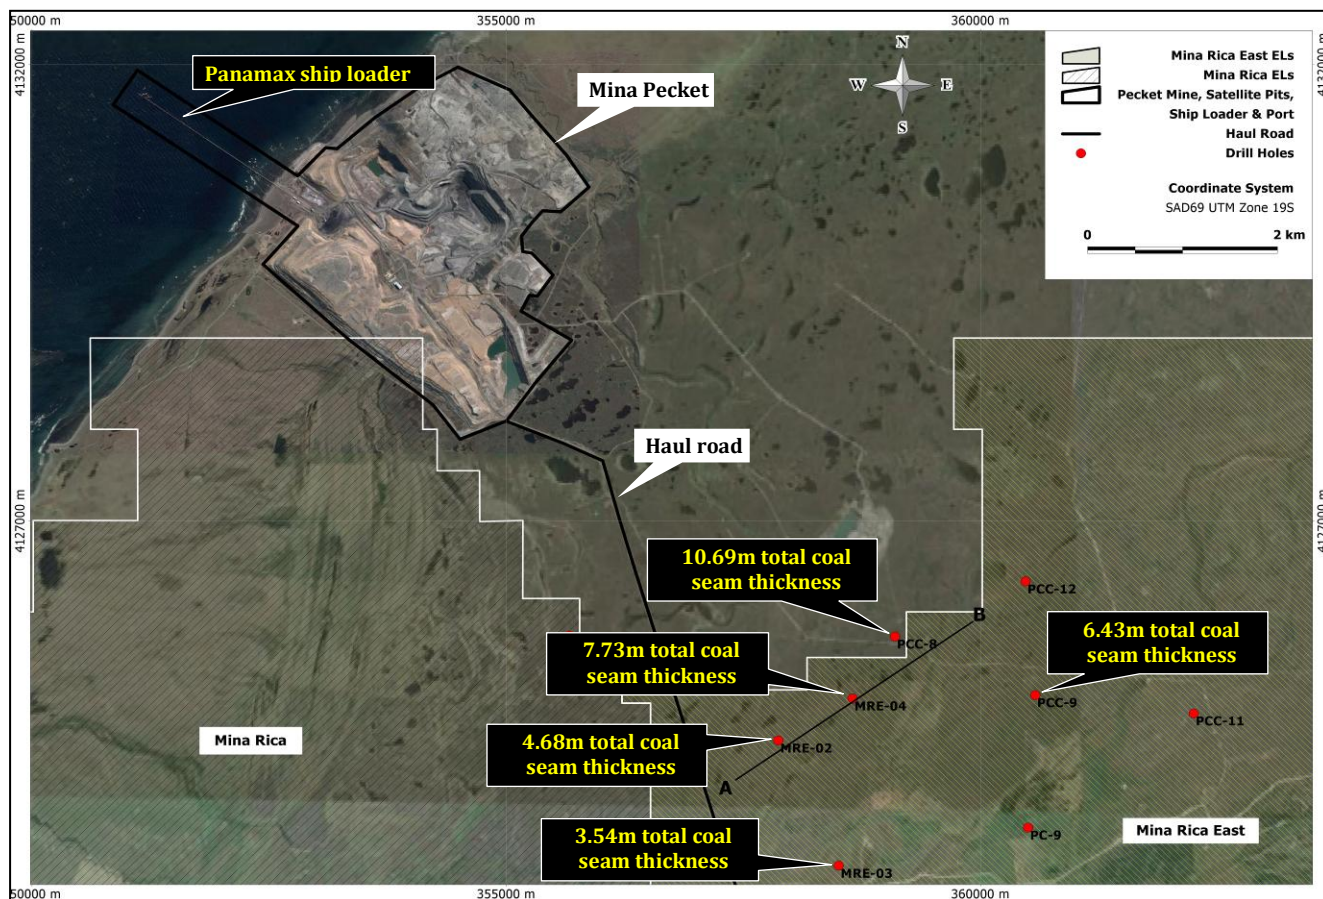 50000 m
355000 m
360000 m
Panamax ship loader
Mina Pecket
N
W
E
S
Mina Rica East ELs
Mina Rica ELs
Pecket Mine, Satellite Pits,
Ship Loader & Port
Haul Road
Drill Holes
Coordinate System
SAD69 UTM Zone 19S
0
2 km
4132000 m
4132000 m
Haul road
4127000 m
4127000 m
10.69m total coal
seam thickness
PCC-12
B
PCC-8
6.43m total coal
seam thickness
7.73m total coal
seam thickness
PCC-9
MRE-04
PCC-11
Mina Rica
4.68m total coal
seam thickness
MRE-02
A
3.54m total coal
seam thickness
PC-9
Mina Rica East
MRE-03
50000 m
355000 m
360000 m